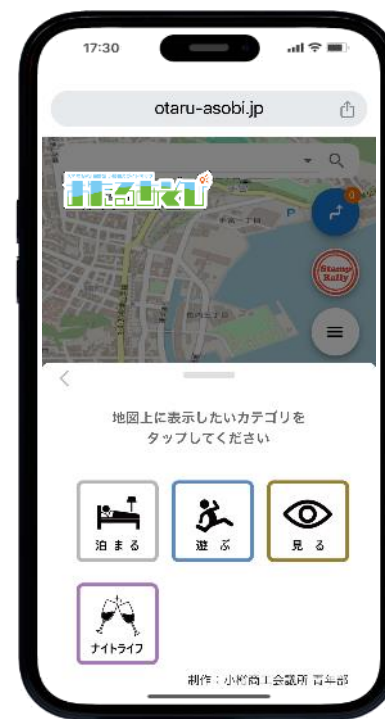 17:30
otaru-asobi.jp
0
P
Stamp
Rally
地図上に表示したいカテゴリを
タップしてください
泊まる
遊ぶ
見る
ナイトライフ
制作：小樽商工会議所 青年部